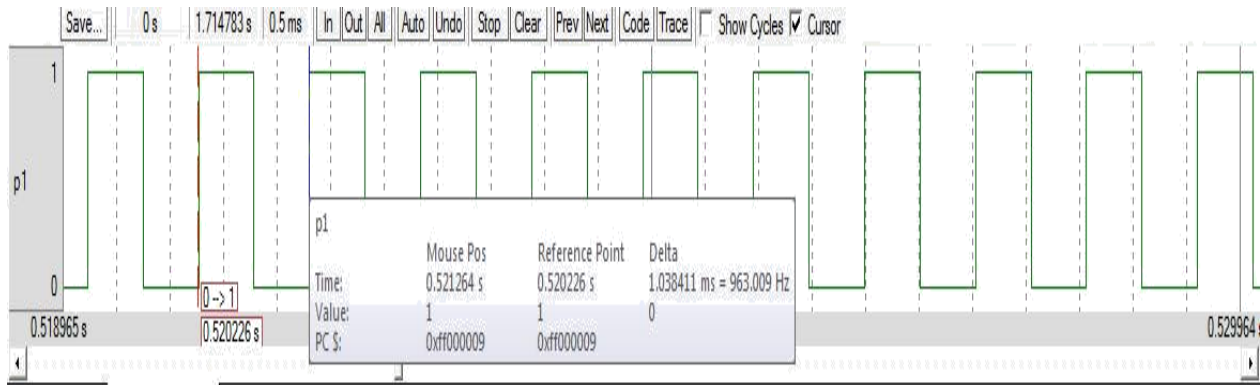 Save... 0 s 1.714783 s 0.5 ms In Out All Auto Undo Stop Clear Prev Next Code Trace Show Cycles Cursor
1
p1
0
0 --> 1
0.518965 s 0.520226 s 0.529964
p1
Mouse Pos Reference Point Delta
Time: 0.521264 s 0.520226 s 1.038411 ms = 963.009 Hz
Value: 1 1 0
PC $: 0xff000009 0xff000009